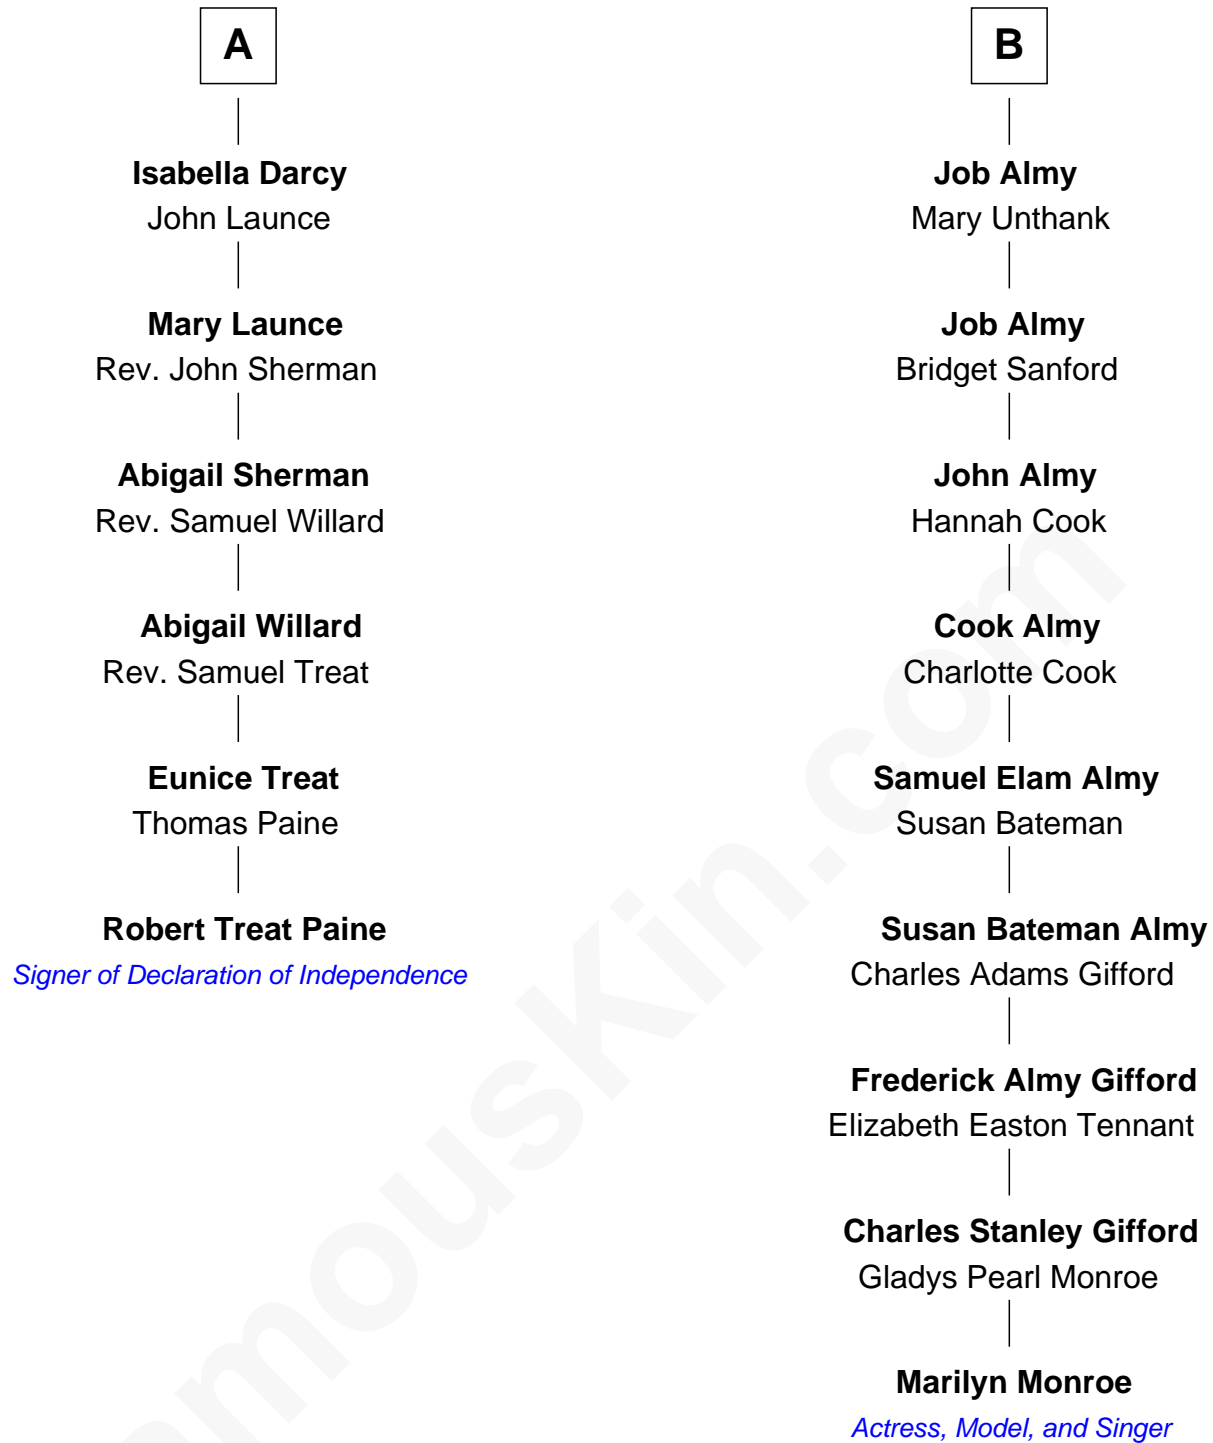 A
Isabella Darcy
John Launce
Mary Launce
Rev. John Sherman
Abigail Sherman
Rev. Samuel Willard
Abigail Willard
Rev. Samuel Treat
Eunice Treat
Thomas Paine
Robert Treat Paine
Signer of Declaration of Independence
B
Job Almy
Mary Unthank
Job Almy
Bridget Sanford
John Almy
Hannah Cook
Cook Almy
Charlotte Cook
Samuel Elam Almy
Susan Bateman
Susan Bateman Almy
Charles Adams Gifford
Frederick Almy Gifford
Elizabeth Easton Tennant
Charles Stanley Gifford
Gladys Pearl Monroe
Marilyn Monroe
Actress, Model, and Singer
amouskin.com